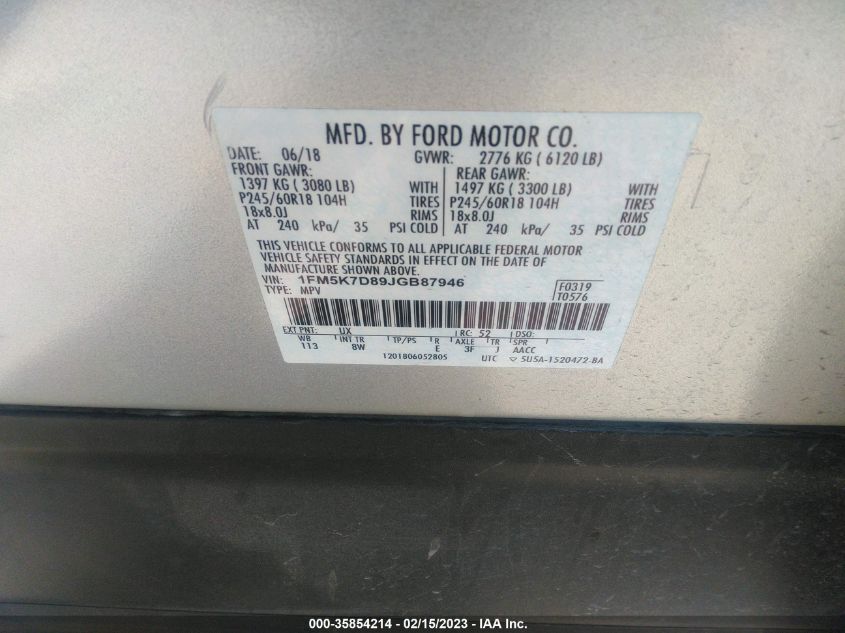 MFD. BY FORD MOTOR CO.
DATE: 06/18 GVWR: 2776 KG ( 6120 LB)
FRONT GAWR: REAR GAWR:
1397 KG ( 3080 LB) WITH 1497 KG ( 3300 LB) WITH
P245/60R18 104H TIRES P245/60R18 104H TIRES
18x8.0J RIMS 18x8.0J RIMS
AT 240 kPa/ 35 PSI COLD AT 240 kPa/ 35 PSI COLD
THIS VEHICLE CONFORMS TO ALL APPLICABLE FEDERAL MOTOR
VEHICLE SAFETY STANDARDS IN EFFECT ON THE DATE OF
MANUFACTURE SHOWN ABOVE.
VIN: 1FM5K7D89JGB87946 F0319
TYPE: MPV T0576
EXT PNT: UX RC: 52 DSO:
WB INT TR TP/PS R AXLE TR SPR
113 8W E 3F J AACC
1201806052805 UTC ▽ 5U5A-1520472-BA
000-35854214 - 02/15/2023 - IAA Inc.